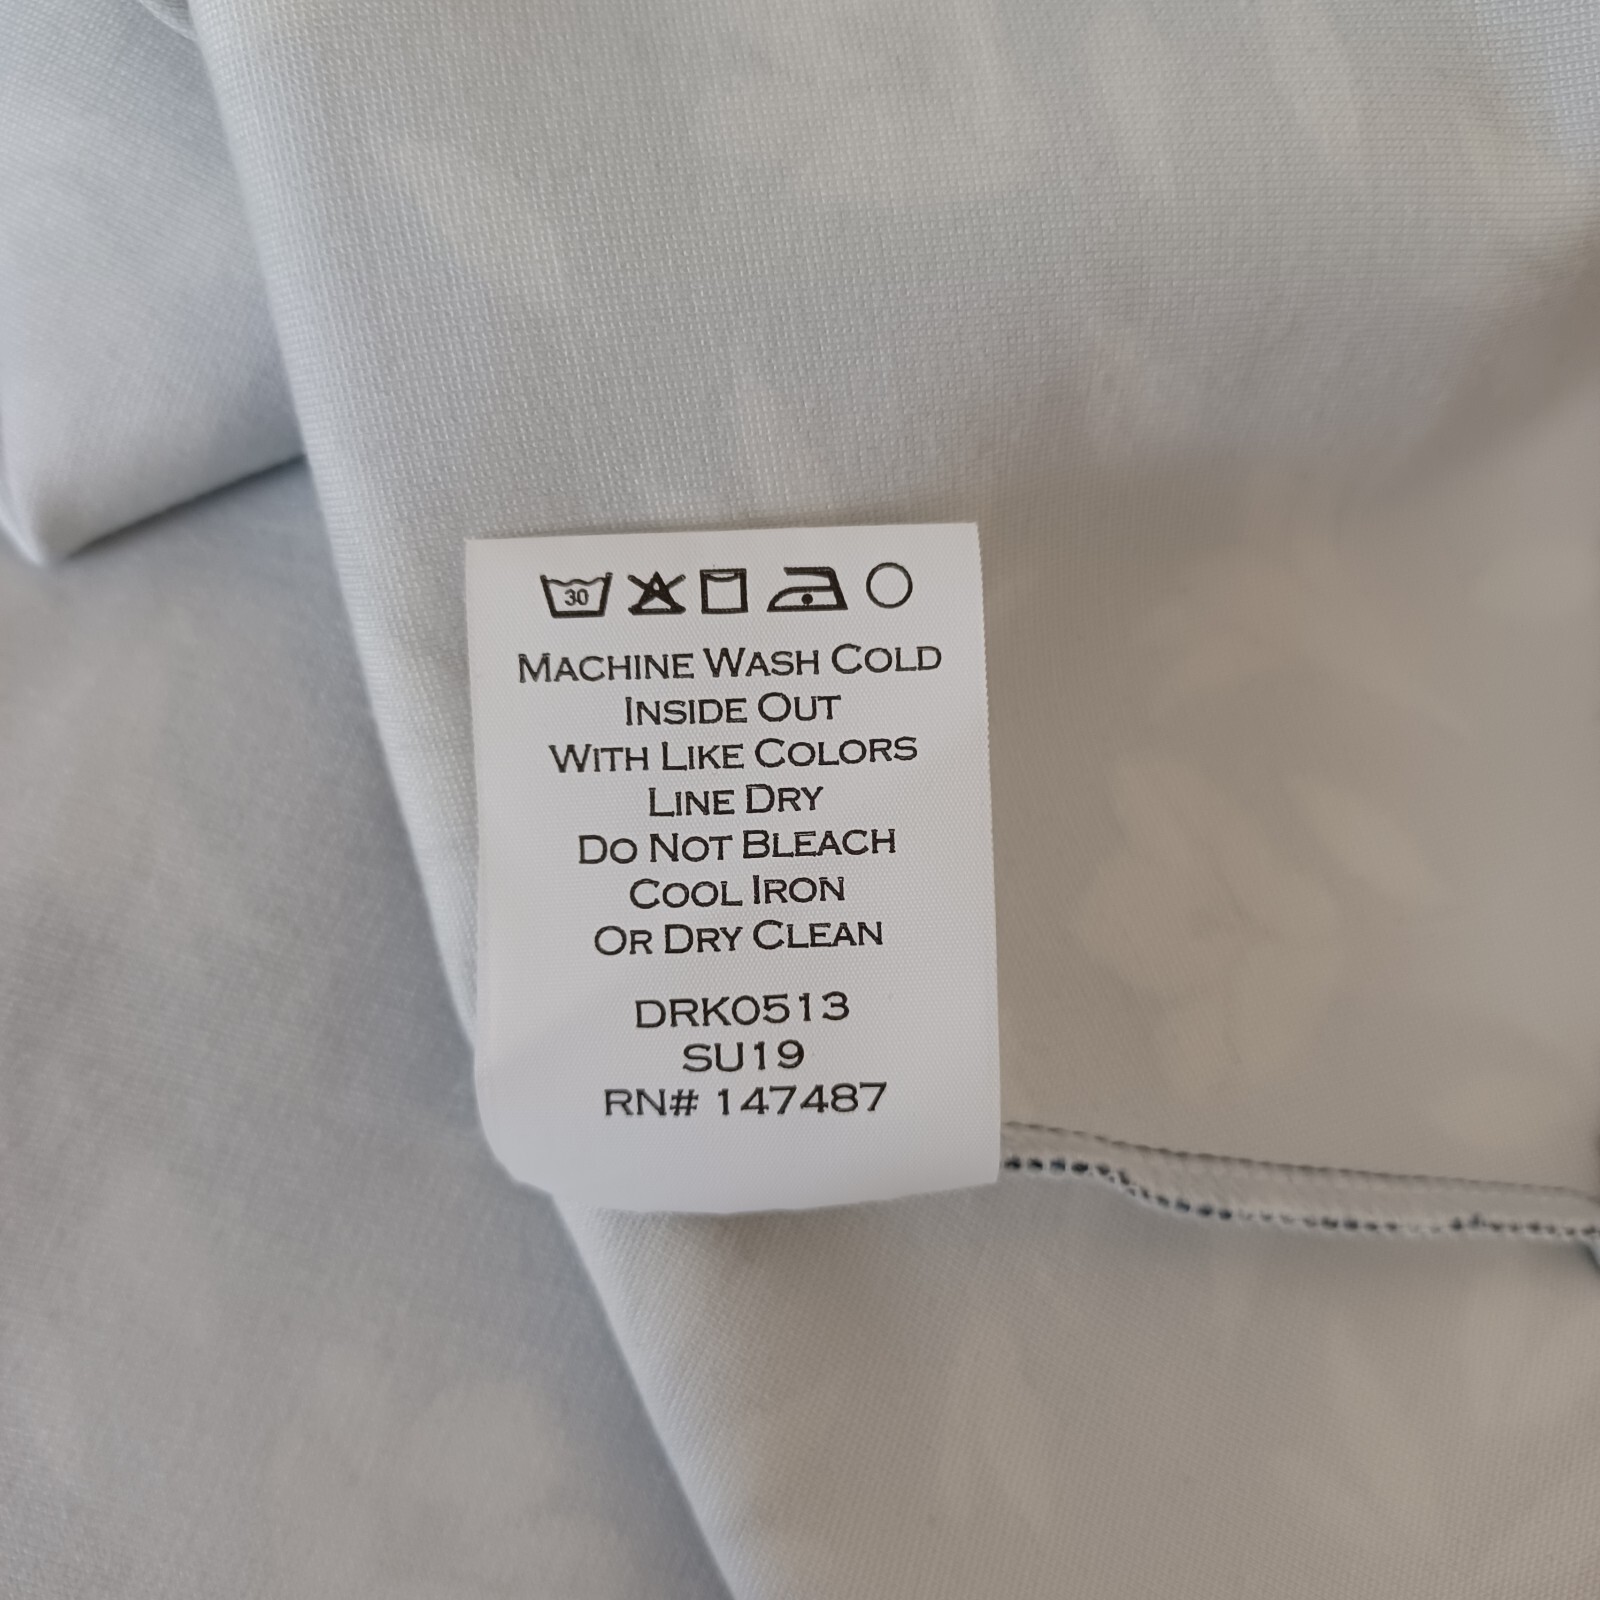 30
MACHINE WASH COLD
INSIDE OUT
WITH LIKE COLORS
LINE DRY
DO NOT BLEACH
COOL IRON
OR DRY CLEAN
DRK0513
SU19
RN# 147487